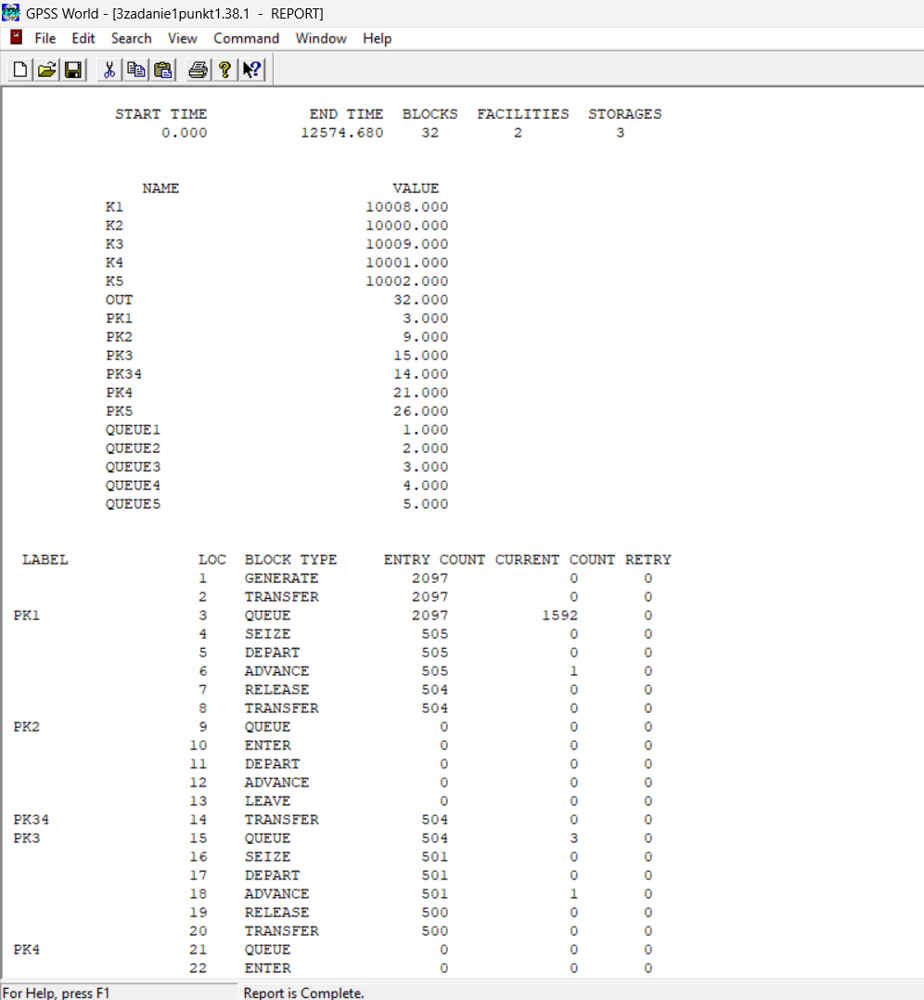 GPSS World - [3zadanie1punkt1.38.1 - REPORT]
File Edit Search View Command Window Help
START TIME END TIME BLOCKS FACILITIES STORAGES
0.000 12574.680 32 2 3
NAME VALUE
K1 10008.000
K2 10000.000
K3 10009.000
K4 10001.000
K5 10002.000
OUT 32.000
PK1 3.000
PK2 9.000
PK3 15.000
PK34 14.000
PK4 21.000
PK5 26.000
QUEUE1 1.000
QUEUE2 2.000
QUEUE3 3.000
QUEUE4 4.000
QUEUE5 5.000
LABEL LOC BLOCK TYPE ENTRY COUNT CURRENT COUNT RETRY
1 GENERATE 2097 0 0
2 TRANSFER 2097 0 0
PK1 3 QUEUE 2097 1592 0
4 SEIZE 505 0 0
5 DEPART 505 0 0
6 ADVANCE 505 1 0
7 RELEASE 504 0 0
8 TRANSFER 504 0 0
PK2 9 QUEUE 0 0 0
10 ENTER 0 0 0
11 DEPART 0 0 0
12 ADVANCE 0 0 0
13 LEAVE 0 0 0
PK34 14 TRANSFER 504 0 0
PK3 15 QUEUE 504 3 0
16 SEIZE 501 0 0
17 DEPART 501 0 0
18 ADVANCE 501 1 0
19 RELEASE 500 0 0
20 TRANSFER 500 0 0
PK4 21 QUEUE 0 0 0
22 ENTER 0 0 0
For Help, press F1 Report is Complete.